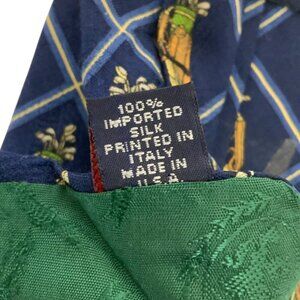 100%
IMPORTED
SILK
PRINTED IN
ITALY
MADE IN
U.S.A.